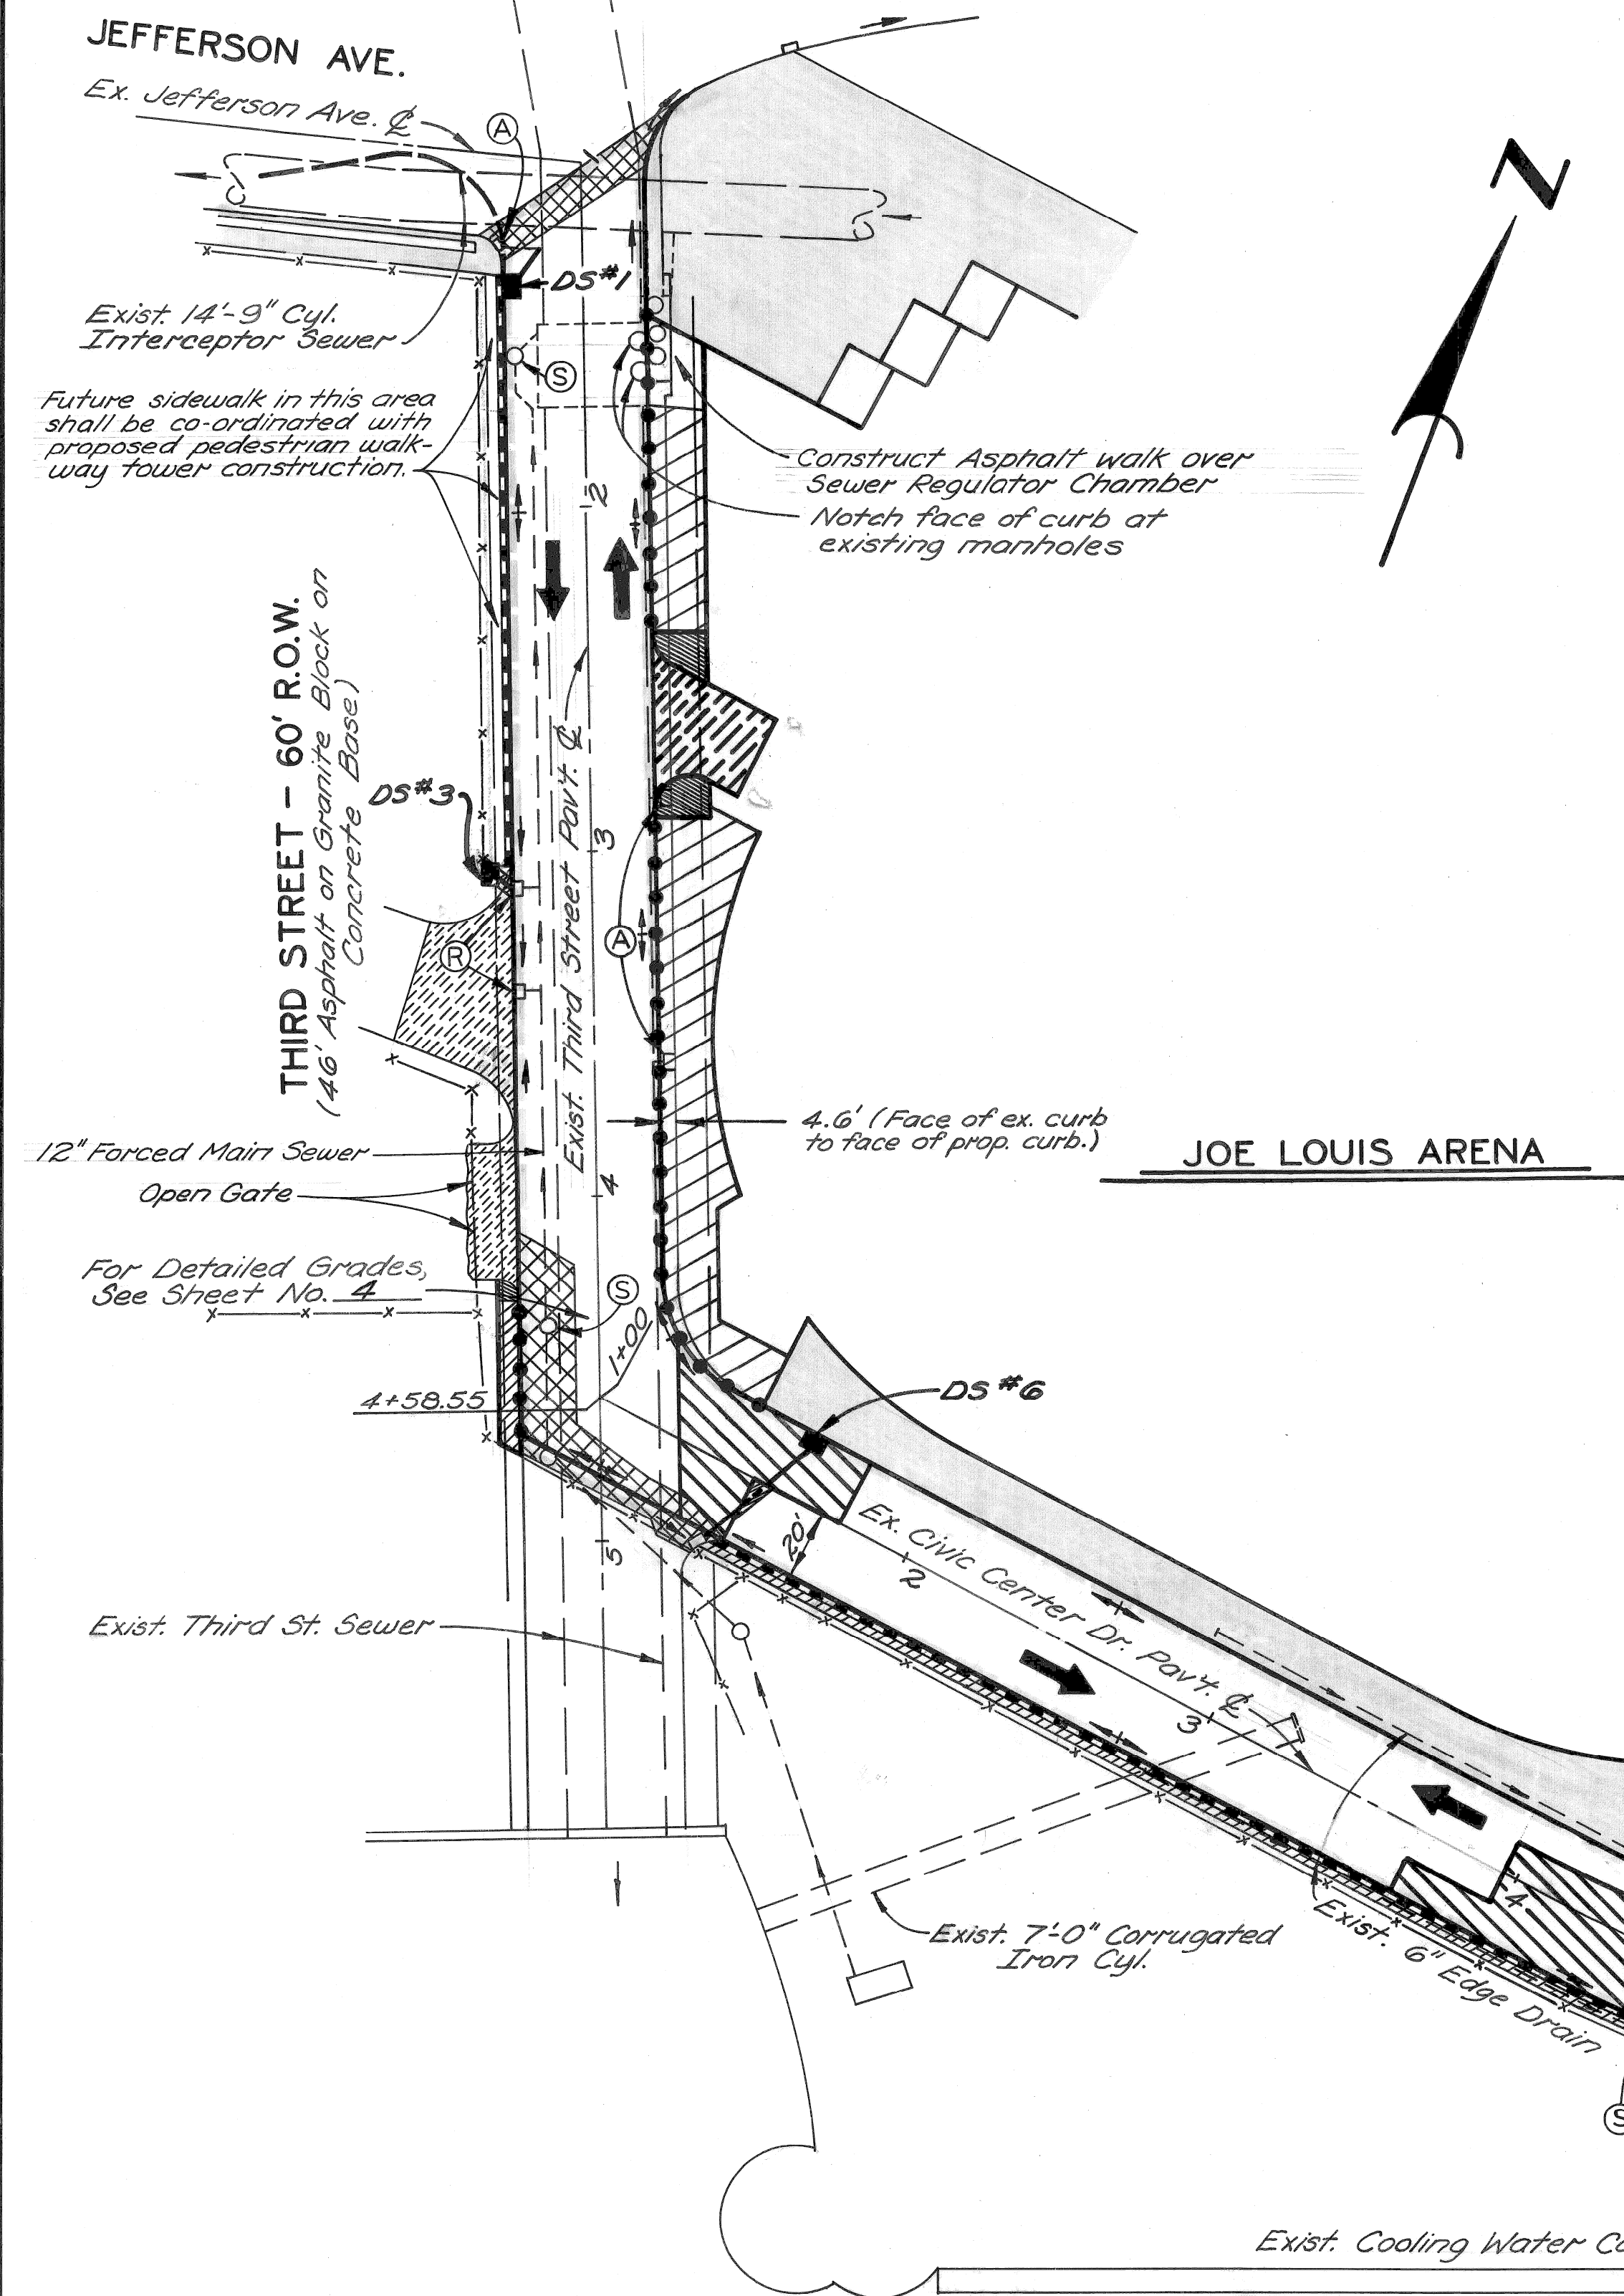 JEFFERSON AVE.
Ex. Jefferson Ave. ℄
A
N
DS#1
Exist. 14'-9" Cyl.
Interceptor Sewer
S
Future sidewalk in this area
shall be co-ordinated with
proposed pedestrian walk-
way tower construction.
Construct Asphalt walk over
Sewer Regulator Chamber
Notch face of curb at
existing manholes
2
THIRD STREET - 60' R.O.W.
(46' Asphalt on Granite Block on
Concrete Base)
DS#3
Exist. Third Street Pav't. ℄
3
A
R
4.6' (Face of ex. curb
to face of prop. curb.)
JOE LOUIS ARENA
12" Forced Main Sewer
Open Gate
4
For Detailed Grades,
See Sheet No. 4
S
1+00
4+58.55
DS#6
20'
Ex. Civic Center Dr. Pav't. ℄
2
5
3
Exist. Third St. Sewer
4
Exist. 7'-0" Corrugated
Iron Cyl.
Exist. 6" Edge Drain
S
Exist. Cooling Water